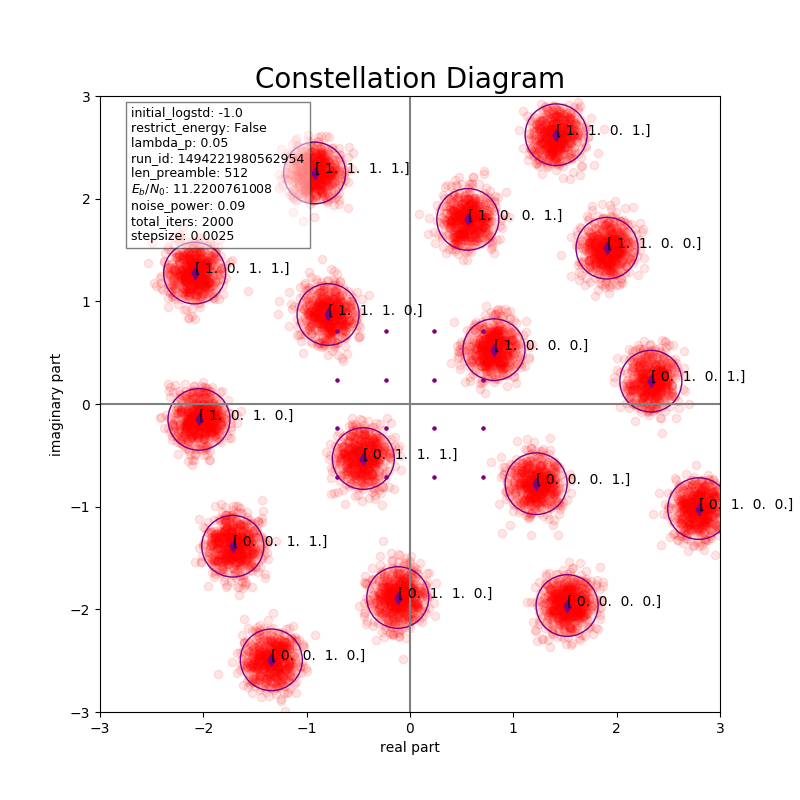 Constellation Diagram
initial_logstd: -1.0
restrict_energy: False
lambda_p: 0.05
run_id: 1494221980562954
len_preamble: 512
E_b/N_0: 11.2200761008
noise_power: 0.09
total_iters: 2000
stepsize: 0.0025
[ 1. 1. 0. 1.]
[ 1. 1. 1. 1.]
[ 1. 0. 0. 1.]
[ 1. 1. 0. 0.]
[ 1. 0. 1. 1.]
[ 1. 1. 1. 0.]
[ 1. 0. 0. 0.]
[ 0. 1. 0. 1.]
[ 1. 0. 1. 0.]
[ 0. 1. 1. 1.]
[ 0. 0. 0. 1.]
[ 0. 1. 0. 0.]
[ 0. 0. 1. 1.]
[ 0. 1. 1. 0.]
[ 0. 0. 0. 0.]
[ 0. 0. 1. 0.]
3
2
1
0
−1
−2
−3
imaginary part
−3 −2 −1 0 1 2 3
real part